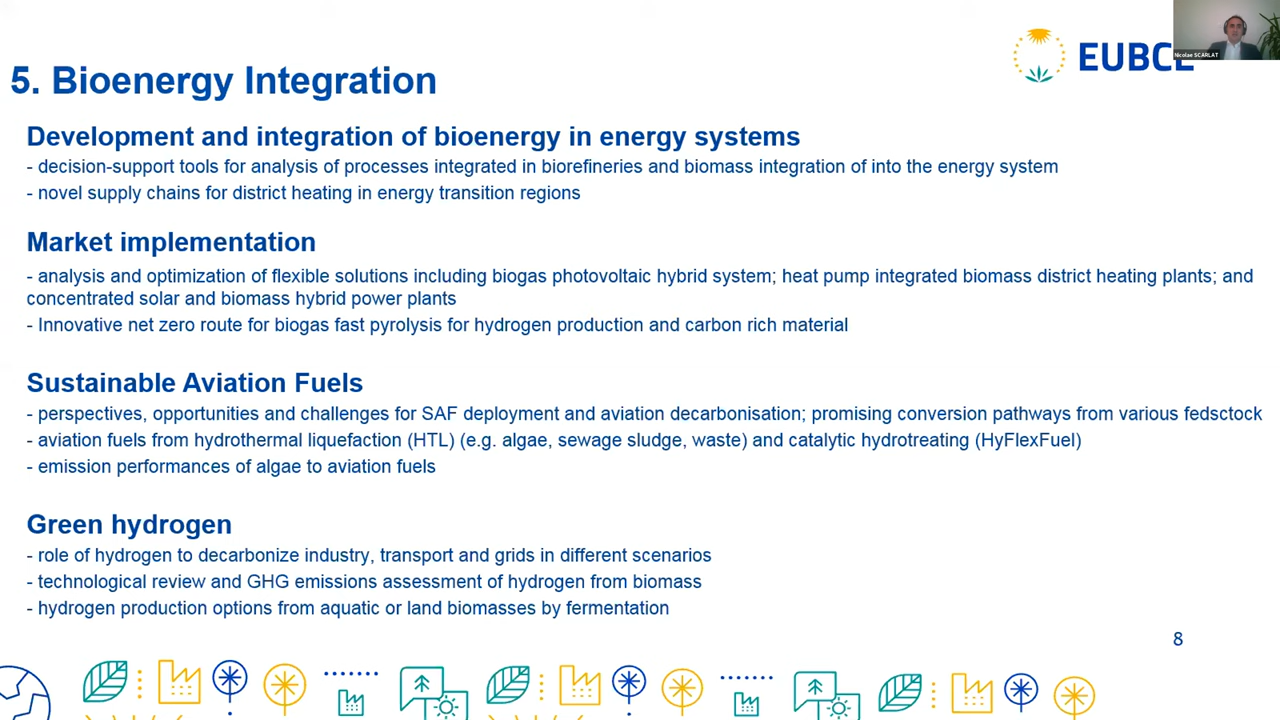 Nicolae SCARLAT
EUBCE
5. Bioenergy Integration
Development and integration of bioenergy in energy systems
- decision-support tools for analysis of processes integrated in biorefineries and biomass integration of into the energy system
- novel supply chains for district heating in energy transition regions
Market implementation
- analysis and optimization of flexible solutions including biogas photovoltaic hybrid system; heat pump integrated biomass district heating plants; and
concentrated solar and biomass hybrid power plants
- Innovative net zero route for biogas fast pyrolysis for hydrogen production and carbon rich material
Sustainable Aviation Fuels
- perspectives, opportunities and challenges for SAF deployment and aviation decarbonisation; promising conversion pathways from various fedsctock
- aviation fuels from hydrothermal liquefaction (HTL) (e.g. algae, sewage sludge, waste) and catalytic hydrotreating (HyFlexFuel)
- emission performances of algae to aviation fuels
Green hydrogen
- role of hydrogen to decarbonize industry, transport and grids in different scenarios
- technological review and GHG emissions assessment of hydrogen from biomass
- hydrogen production options from aquatic or land biomasses by fermentation
8